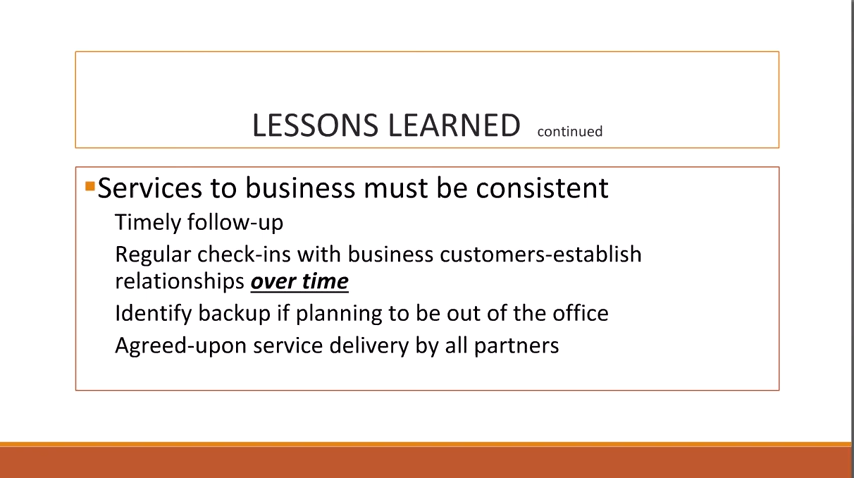 LESSONS LEARNED continued
Services to business must be consistent
Timely follow-up
Regular check-ins with business customers-establish
relationships over time
Identify backup if planning to be out of the office
Agreed-upon service delivery by all partners